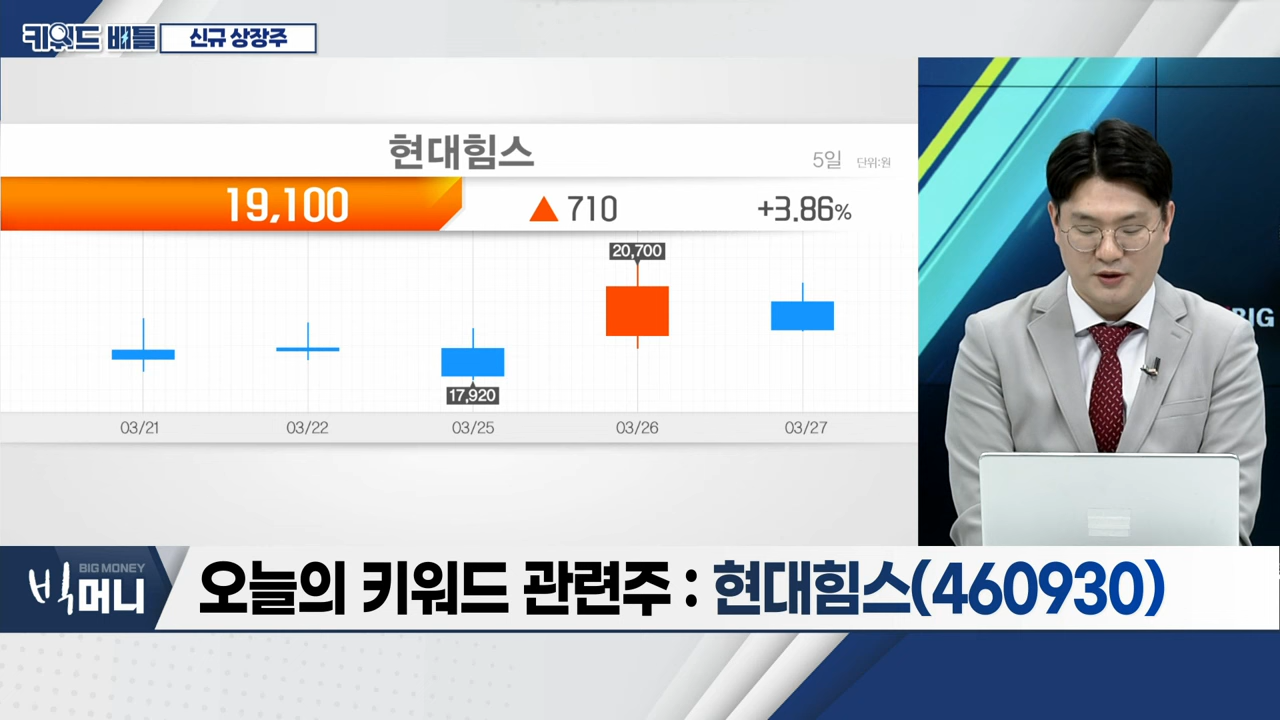 키워드 배틀 신규 상장주
현대힘스
5일 단위:원
19,100 ▲ 710 +3.86%
20,700
17,920
03/21 03/22 03/25 03/26 03/27
BIG
BIG MONEY
빅머니
오늘의 키워드 관련주 : 현대힘스(460930)